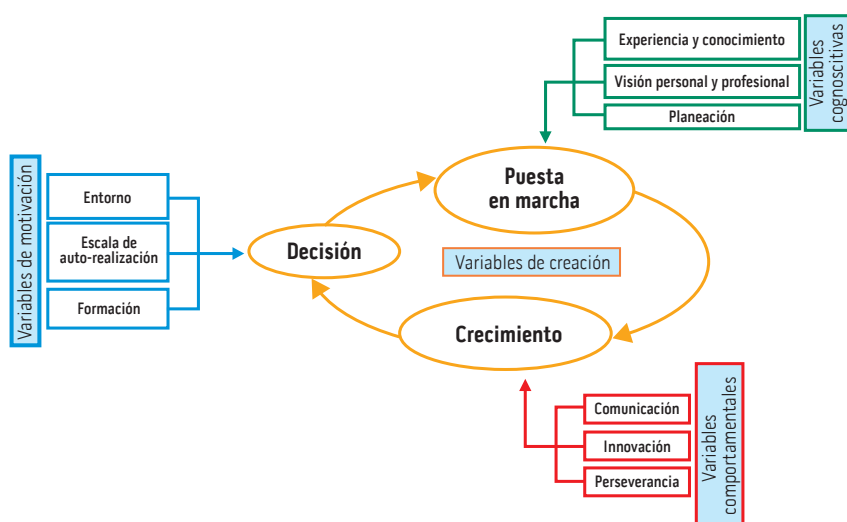 Experiencia y conocimiento
Visión personal y profesional
Planeación
Variables
cognoscitivas
Puesta
en marcha
Variables de motivación
Entorno
Escala de
auto-realización
Formación
Decisión
Variables de creación
Crecimiento
Comunicación
Innovación
Perseverancia
Variables
comportamentales